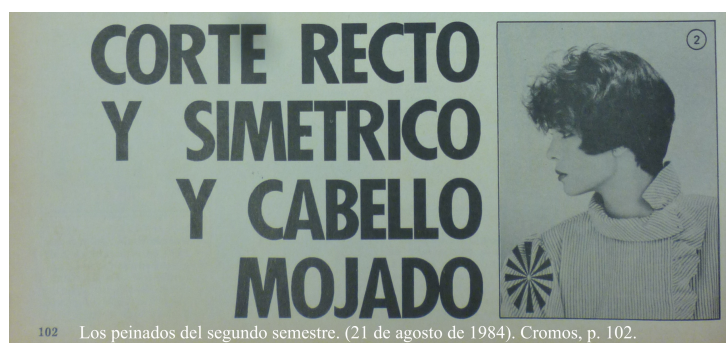 CORTE RECTO
Y SIMETRICO
Y CABELLO
MOJADO
2
102 Los peinados del segundo semestre. (21 de agosto de 1984). Cromos, p. 102.